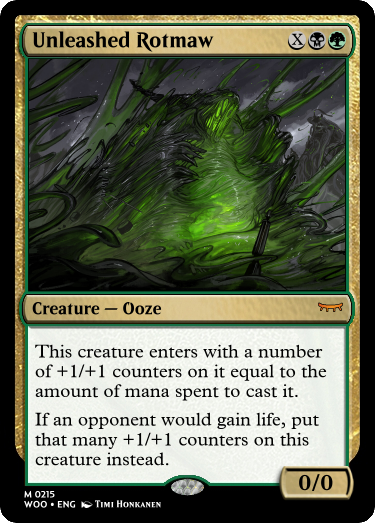 Unleashed Rotmaw X
Creature — Ooze
This creature enters with a number
of +1/+1 counters on it equal to the
amount of mana spent to cast it.
If an opponent would gain life, put
that many +1/+1 counters on this
creature instead.
0/0
M 0215
WOO • ENG Timi Honkanen